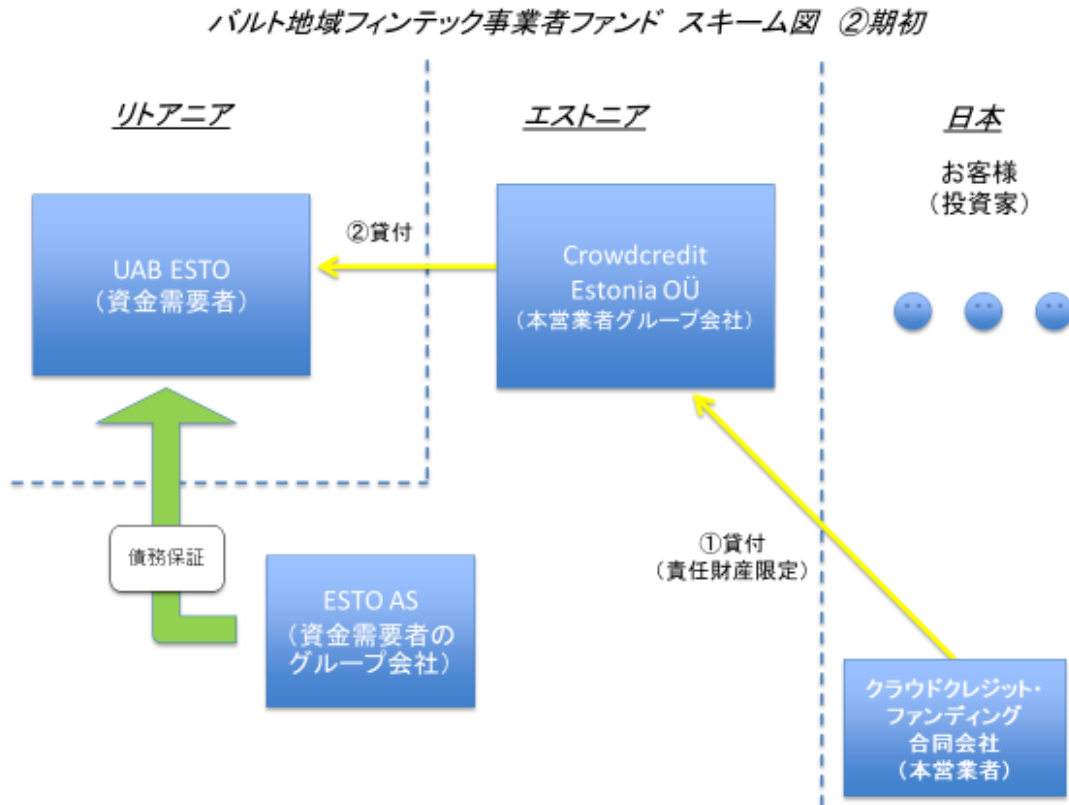 バルト地域フィンテック事業者ファンド スキーム図 ②期初
リトアニア
エストニア
日本
お客様
（投資家）
UAB ESTO
（資金需要者）
②貸付
Crowdcredit
Estonia OÜ
（本営業者グループ会社）
債務保証
ESTO AS
（資金需要者の
グループ会社）
①貸付
（責任財産限定）
クラウドクレジット・
ファンディング
合同会社
（本営業者）